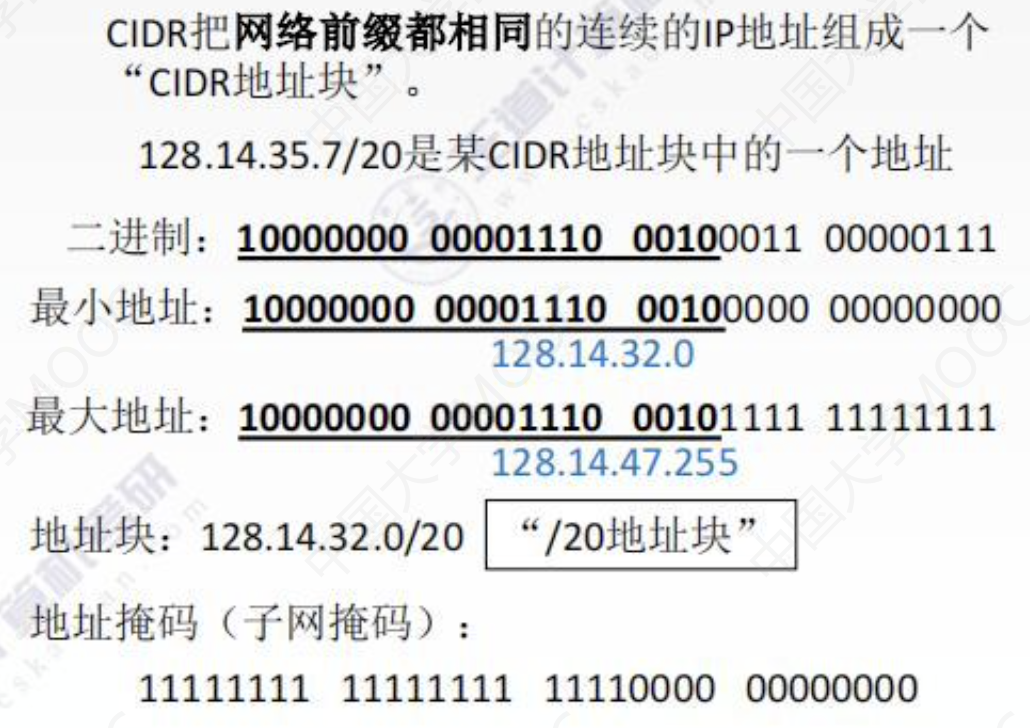 CIDR把网络前缀都相同的连续的IP地址组成一个
“CIDR地址块”。
128.14.35.7/20是某CIDR地址块中的一个地址
二进制：10000000 00001110 00100011 00000111
最小地址：10000000 00001110 00100000 00000000
128.14.32.0
最大地址：10000000 00001110 00101111 11111111
128.14.47.255
地址块：128.14.32.0/20 “/20地址块”
地址掩码（子网掩码）：
11111111 11111111 11110000 00000000